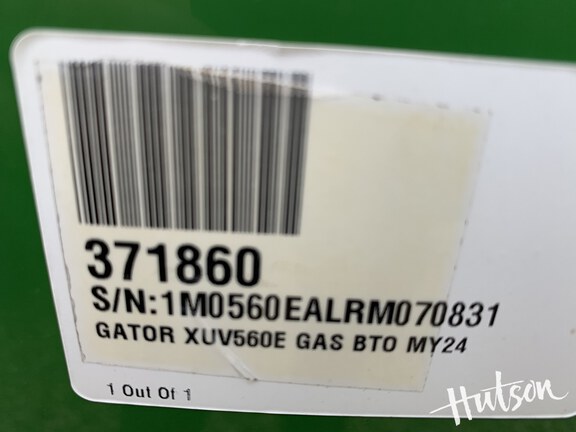 371860
S/N:1M0560EALRM070831
GATOR XUV560E GAS BTO MY24
1 Out Of 1
Hutson